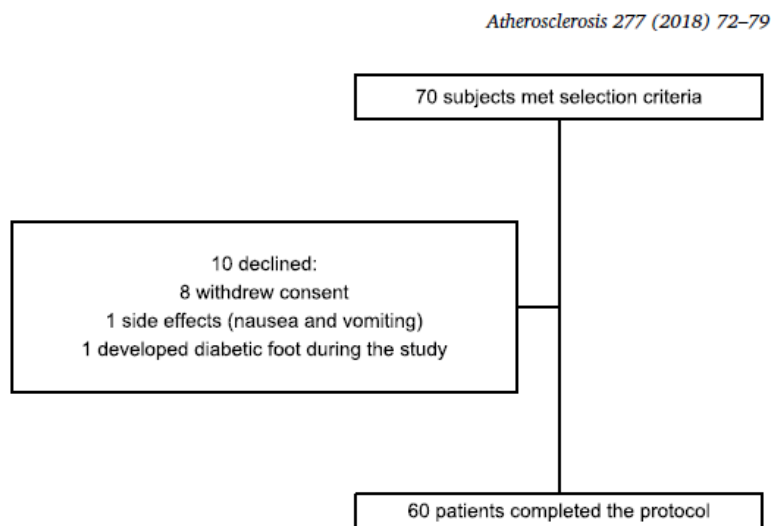 Atherosclerosis 277 (2018) 72–79
70 subjects met selection criteria
10 declined:
8 withdrew consent
1 side effects (nausea and vomiting)
1 developed diabetic foot during the study
60 patients completed the protocol